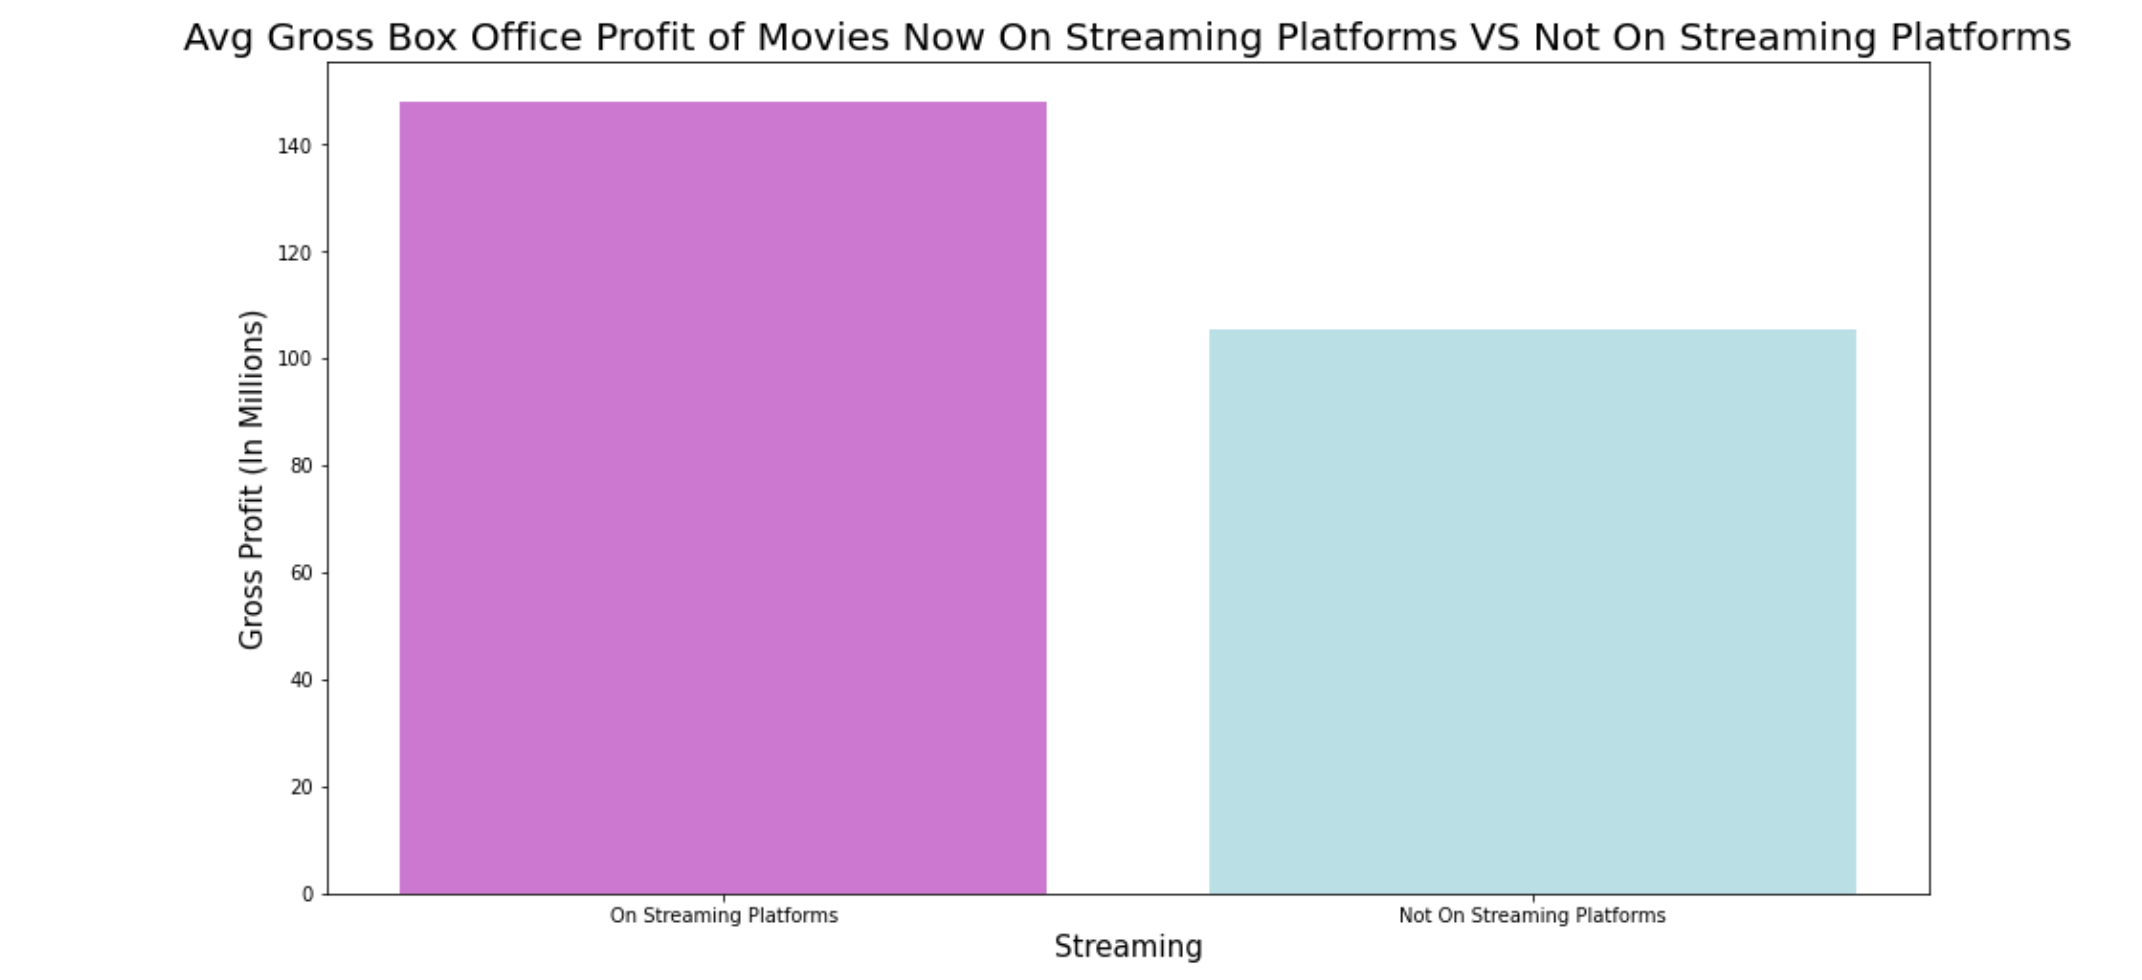 Avg Gross Box Office Profit of Movies Now On Streaming Platforms VS Not On Streaming Platforms
Gross Profit (In Millions)
140
120
100
80
60
40
20
0
On Streaming Platforms
Not On Streaming Platforms
Streaming